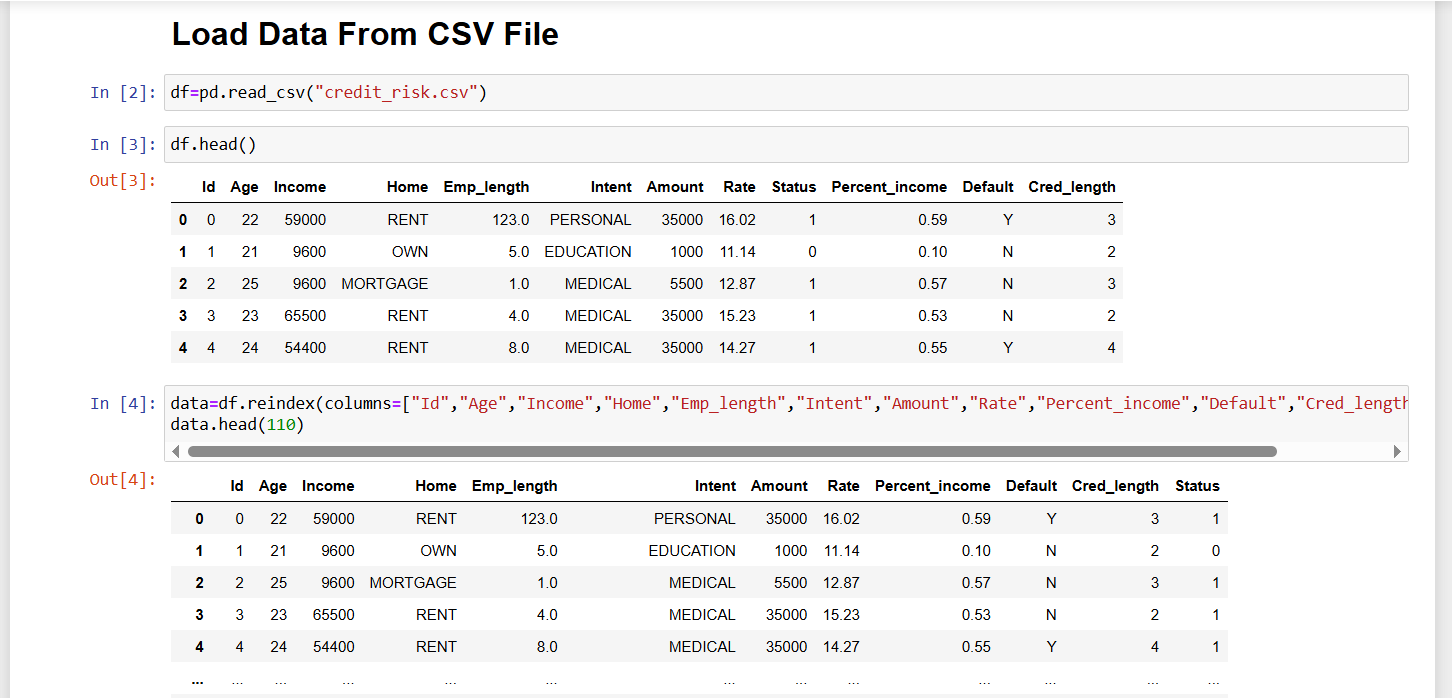 Load Data From CSV File
In [2]: df=pd.read_csv("credit_risk.csv")
In [3]: df.head()
Out[3]:
Id Age Income Home Emp_length Intent Amount Rate Status Percent_income Default Cred_length
0 0 22 59000 RENT 123.0 PERSONAL 35000 16.02 1 0.59 Y 3
1 1 21 9600 OWN 5.0 EDUCATION 1000 11.14 0 0.10 N 2
2 2 25 9600 MORTGAGE 1.0 MEDICAL 5500 12.87 1 0.57 N 3
3 3 23 65500 RENT 4.0 MEDICAL 35000 15.23 1 0.53 N 2
4 4 24 54400 RENT 8.0 MEDICAL 35000 14.27 1 0.55 Y 4
In [4]: data=df.reindex(columns=["Id","Age","Income","Home","Emp_length","Intent","Amount","Rate","Percent_income","Default","Cred_length
data.head(110)
Out[4]:
Id Age Income Home Emp_length Intent Amount Rate Percent_income Default Cred_length Status
0 0 22 59000 RENT 123.0 PERSONAL 35000 16.02 0.59 Y 3 1
1 1 21 9600 OWN 5.0 EDUCATION 1000 11.14 0.10 N 2 0
2 2 25 9600 MORTGAGE 1.0 MEDICAL 5500 12.87 0.57 N 3 1
3 3 23 65500 RENT 4.0 MEDICAL 35000 15.23 0.53 N 2 1
4 4 24 54400 RENT 8.0 MEDICAL 35000 14.27 0.55 Y 4 1
... ... ... ... ... ... ... ... ... ... ... ... ...